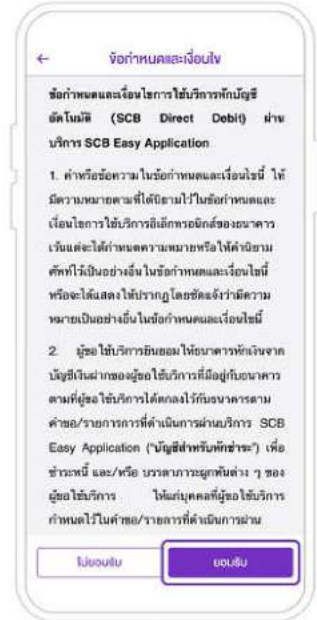 ข้อกำหนดและเงื่อนไข
ข้อกำหนดและเงื่อนไขการใช้บริการหักบัญชี
อัตโนมัติ (SCB Direct Debit) ผ่าน
บริการ SCB Easy Application
1. คำหรือข้อความในข้อกำหนดและเงื่อนไขนี้ ให้
มีความหมายตามที่ได้นิยามไว้ในข้อกำหนดและ
เงื่อนไขการใช้บริการอิเล็กทรอนิกส์ของธนาคาร
เว้นแต่จะได้กำหนดความหมายหรือให้คำนิยาม
ศัพท์ไว้เป็นอย่างอื่นในข้อกำหนดและเงื่อนไขนี้
หรือจะได้แสดงให้ปรากฏโดยชัดแจ้งว่ามีความ
หมายเป็นอย่างอื่นในข้อกำหนดและเงื่อนไขนี้
2. ผู้ขอใช้บริการยินยอมให้ธนาคารหักเงินจาก
บัญชีเงินฝากของผู้ขอใช้บริการที่มีอยู่กับธนาคาร
ตามที่ผู้ขอใช้บริการได้ตกลงไว้กับธนาคารตาม
คำขอ/รายการการที่ดำเนินการผ่านบริการ SCB
Easy Application ("บัญชีสำหรับหักชำระ") เพื่อ
ชำระหนี้ และ/หรือ บรรดาภาระผูกพันต่าง ๆ ของ
ผู้ขอใช้บริการ ให้แก่บุคคลที่ผู้ขอใช้บริการ
กำหนดไว้ในคำขอ/รายการที่ดำเนินการผ่าน
ไม่ยอมรับ
ยอมรับ